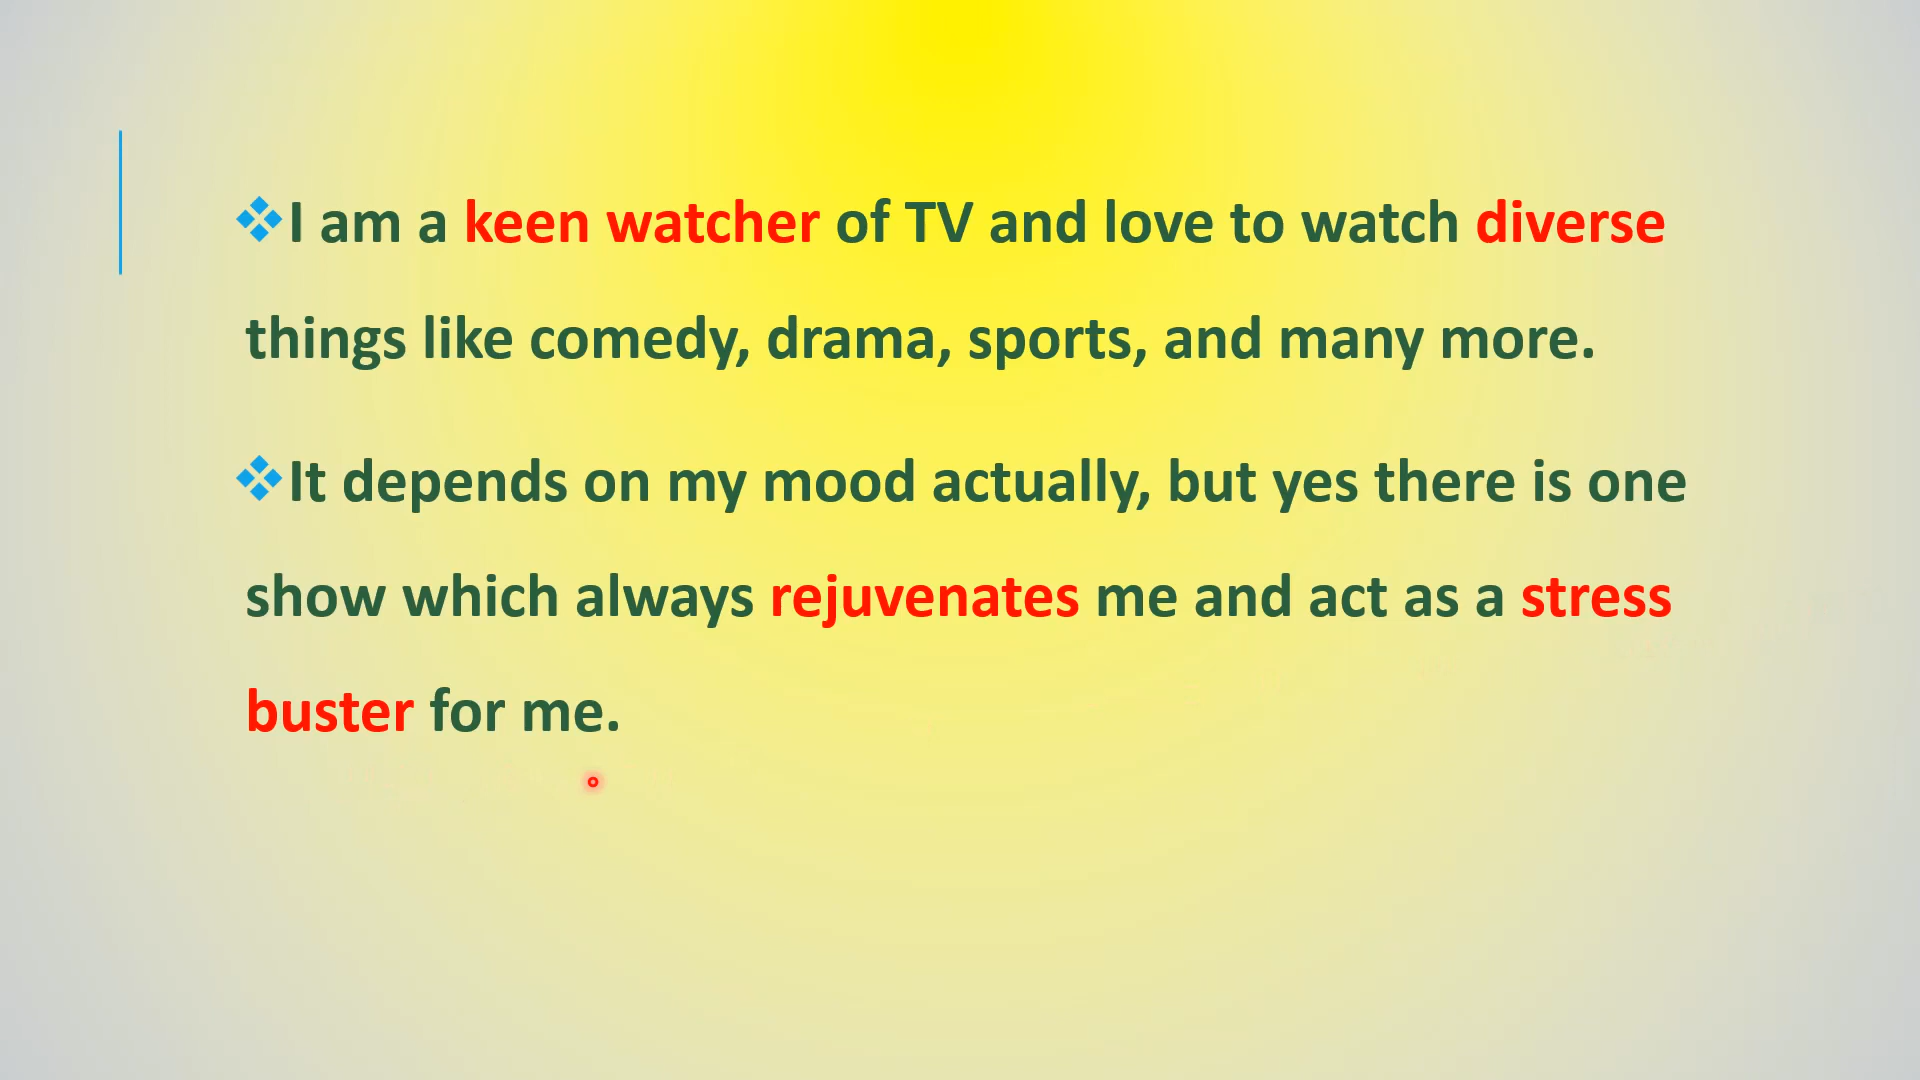 ❖I am a keen watcher of TV and love to watch diverse
things like comedy, drama, sports, and many more.
❖It depends on my mood actually, but yes there is one
show which always rejuvenates me and act as a stress
buster for me.